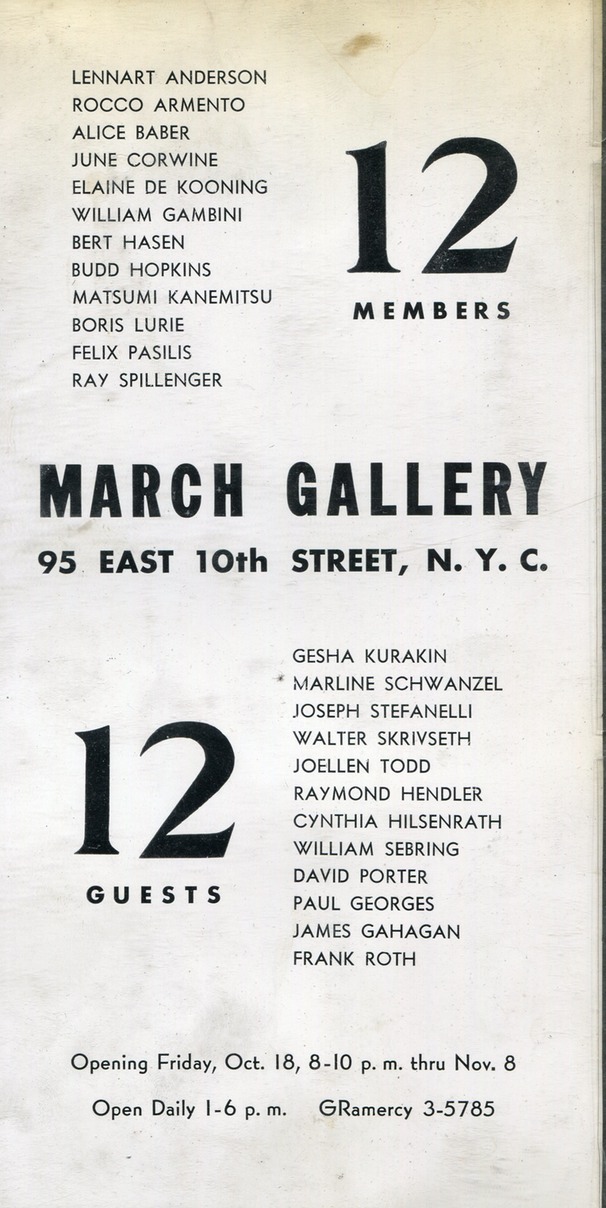 LENNART ANDERSON
ROCCO ARMENTO
ALICE BABER
JUNE CORWINE
ELAINE DE KOONING
WILLIAM GAMBINI
BERT HASEN
BUDD HOPKINS
MATSUMI KANEMITSU
BORIS LURIE
FELIX PASILIS
RAY SPILLENGER
12
MEMBERS
MARCH GALLERY
95 EAST 10th STREET, N. Y. C.
12
GUESTS
GESHA KURAKIN
MARLINE SCHWANZEL
JOSEPH STEFANELLI
WALTER SKRIVSETH
JOELLEN TODD
RAYMOND HENDLER
CYNTHIA HILSENRATH
WILLIAM SEBRING
DAVID PORTER
PAUL GEORGES
JAMES GAHAGAN
FRANK ROTH
Opening Friday, Oct. 18, 8-10 p. m. thru Nov. 8
Open Daily 1-6 p. m. GRamercy 3-5785